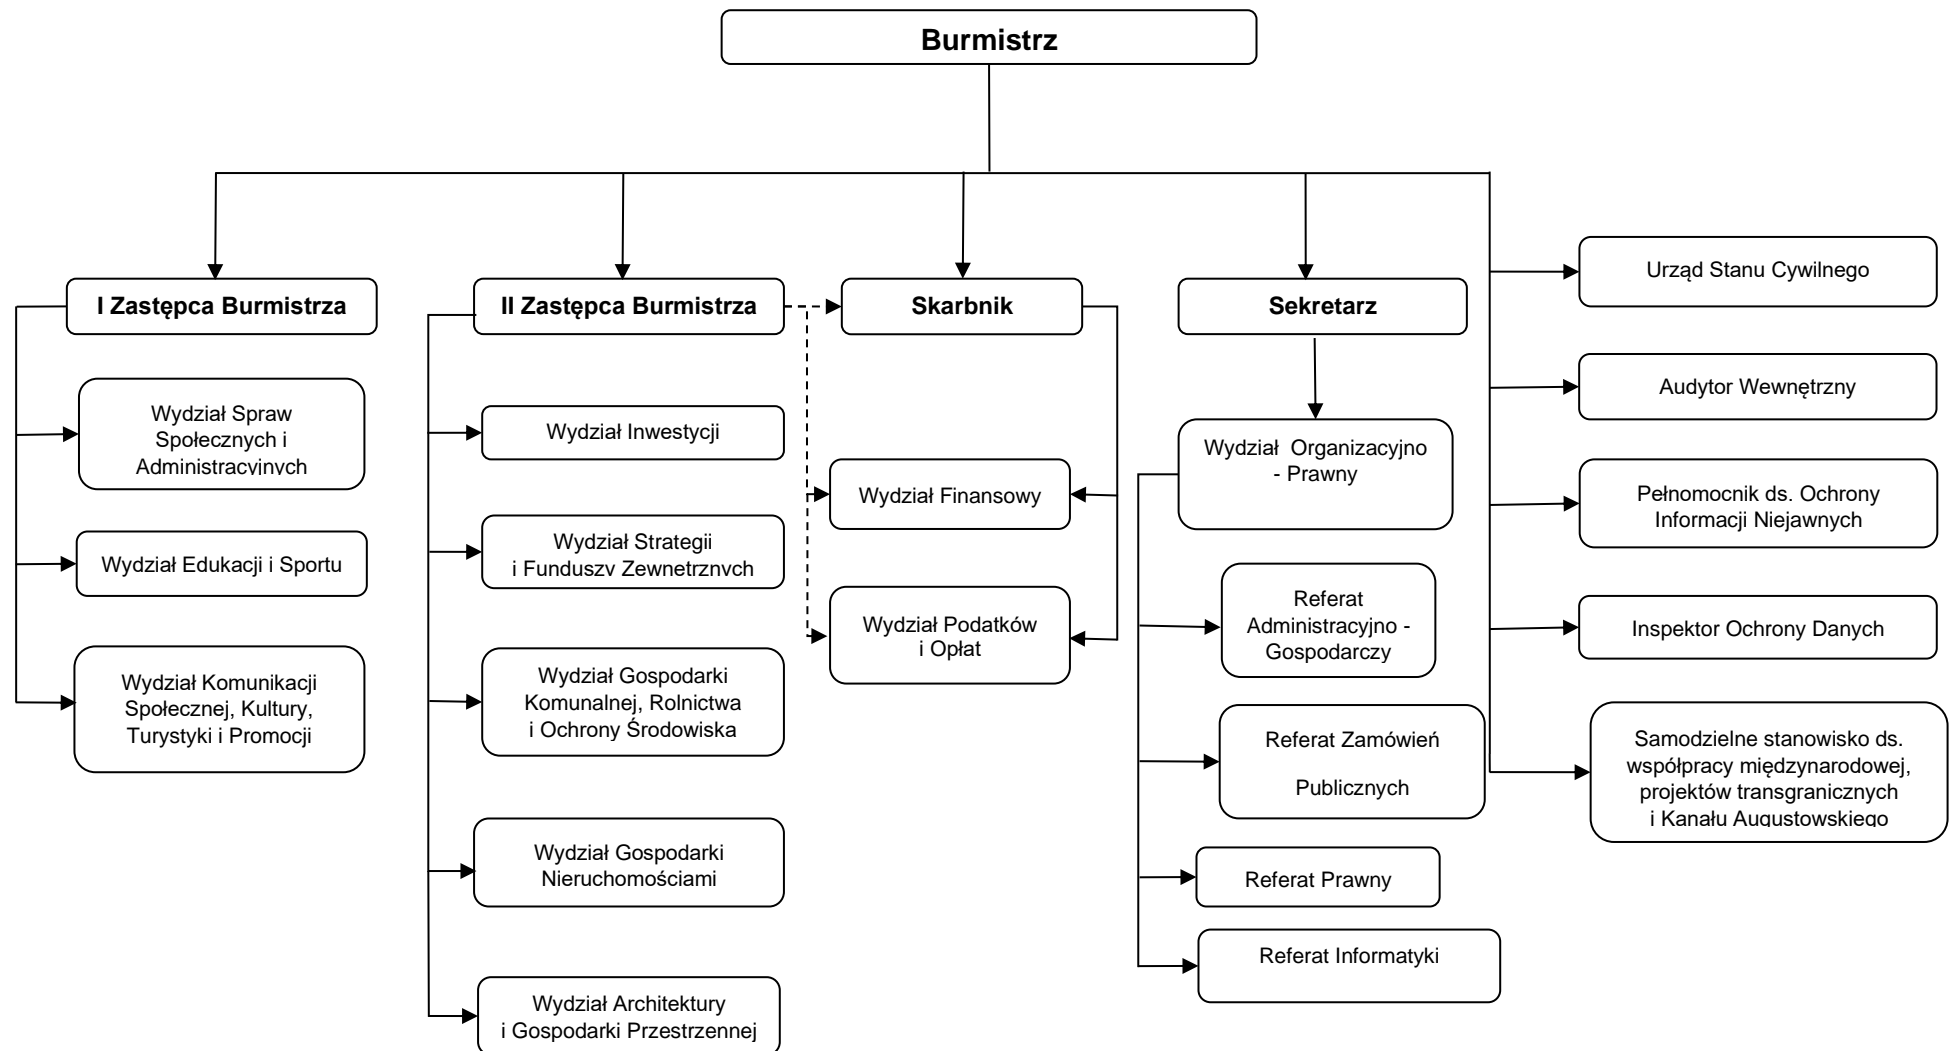 Burmistrz
I Zastępca Burmistrza
II Zastępca Burmistrza
Skarbnik
Sekretarz
Wydział Spraw
Społecznych i
Administracyjnych
Wydział Edukacji i Sportu
Wydział Komunikacji
Społecznej, Kultury,
Turystyki i Promocji
Wydział Inwestycji
Wydział Strategii
i Funduszy Zewnętrznych
Wydział Gospodarki
Komunalnej, Rolnictwa
i Ochrony Środowiska
Wydział Gospodarki
Nieruchomościami
Wydział Architektury
i Gospodarki Przestrzennej
Wydział Finansowy
Wydział Podatków
i Opłat
Wydział Organizacyjno
- Prawny
Referat
Administracyjno -
Gospodarczy
Referat Zamówień
Publicznych
Referat Prawny
Referat Informatyki
Urząd Stanu Cywilnego
Audytor Wewnętrzny
Pełnomocnik ds. Ochrony
Informacji Niejawnych
Inspektor Ochrony Danych
Samodzielne stanowisko ds.
współpracy międzynarodowej,
projektów transgranicznych
i Kanału Augustowskiego